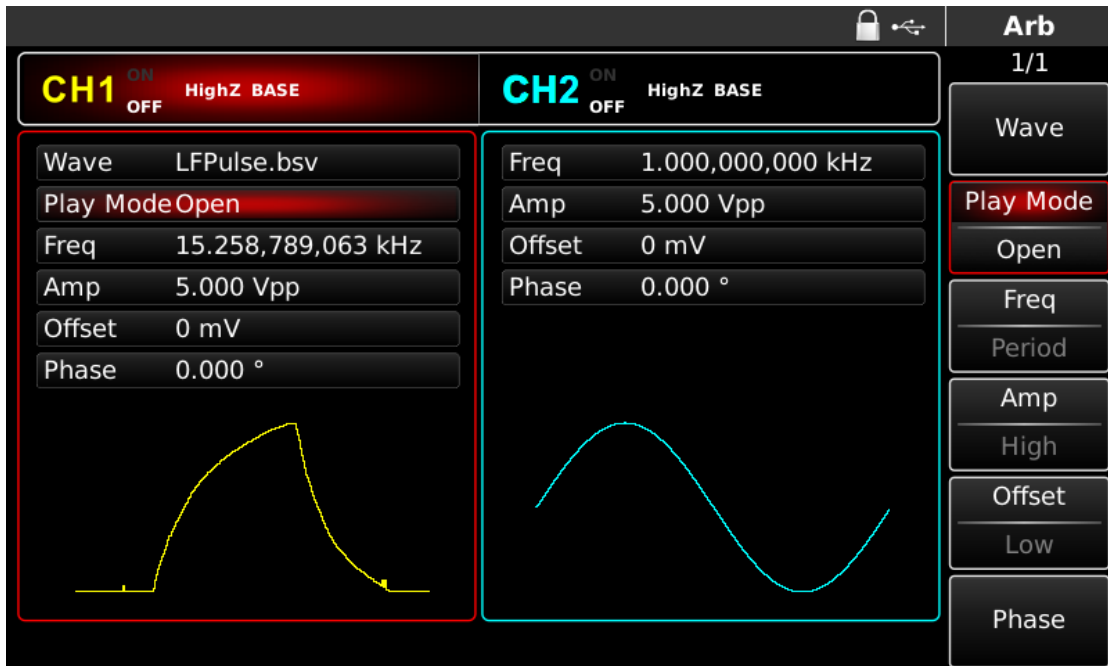 Arb
1/1
CH1 ON OFF HighZ BASE
CH2 ON OFF HighZ BASE
Wave LFPulse.bsv
Play Mode Open
Freq 15.258,789,063 kHz
Amp 5.000 Vpp
Offset 0 mV
Phase 0.000 °
Freq 1.000,000,000 kHz
Amp 5.000 Vpp
Offset 0 mV
Phase 0.000 °
Wave
Play Mode
Open
Freq
Period
Amp
High
Offset
Low
Phase